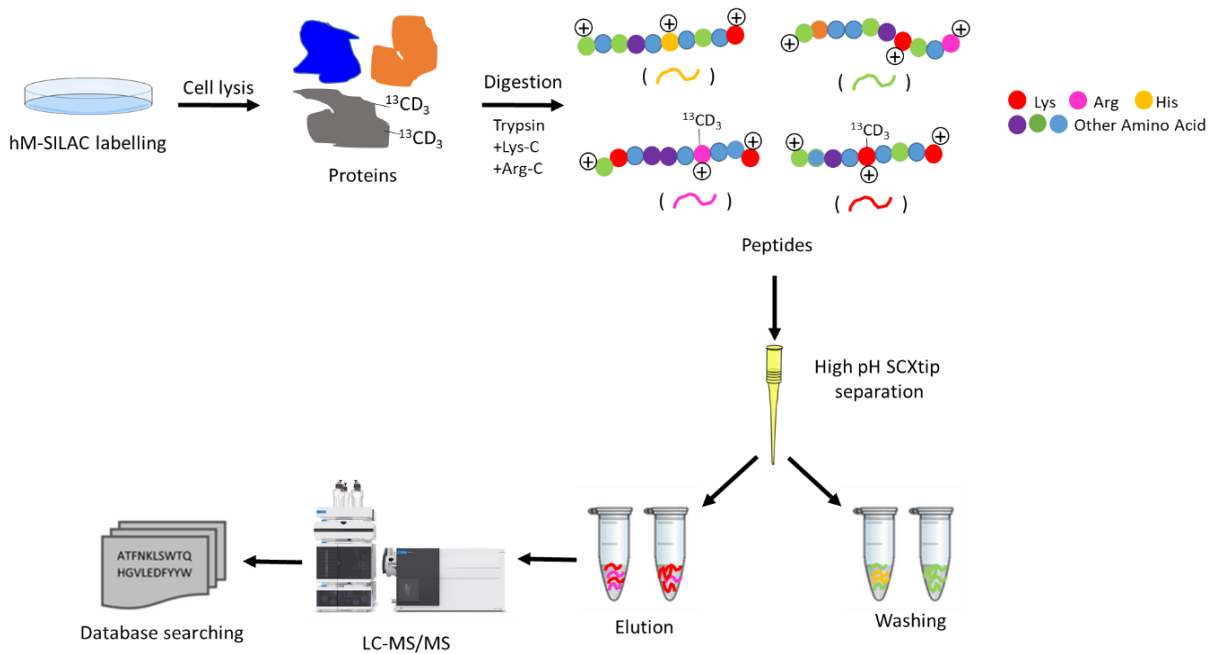 hM-SILAC labelling
Cell lysis
¹³CD₃
¹³CD₃
Proteins
Digestion
Trypsin
+Lys-C
+Arg-C
+
+
+
( )
+
+
+
( )
Lys Arg His
Other Amino Acid
¹³CD₃
+
+
+
( )
¹³CD₃
+
+
+
( )
Peptides
High pH SCXtip
separation
Elution
Washing
LC-MS/MS
ATFNKLSWTQ
HGVLEDFYYW
Database searching